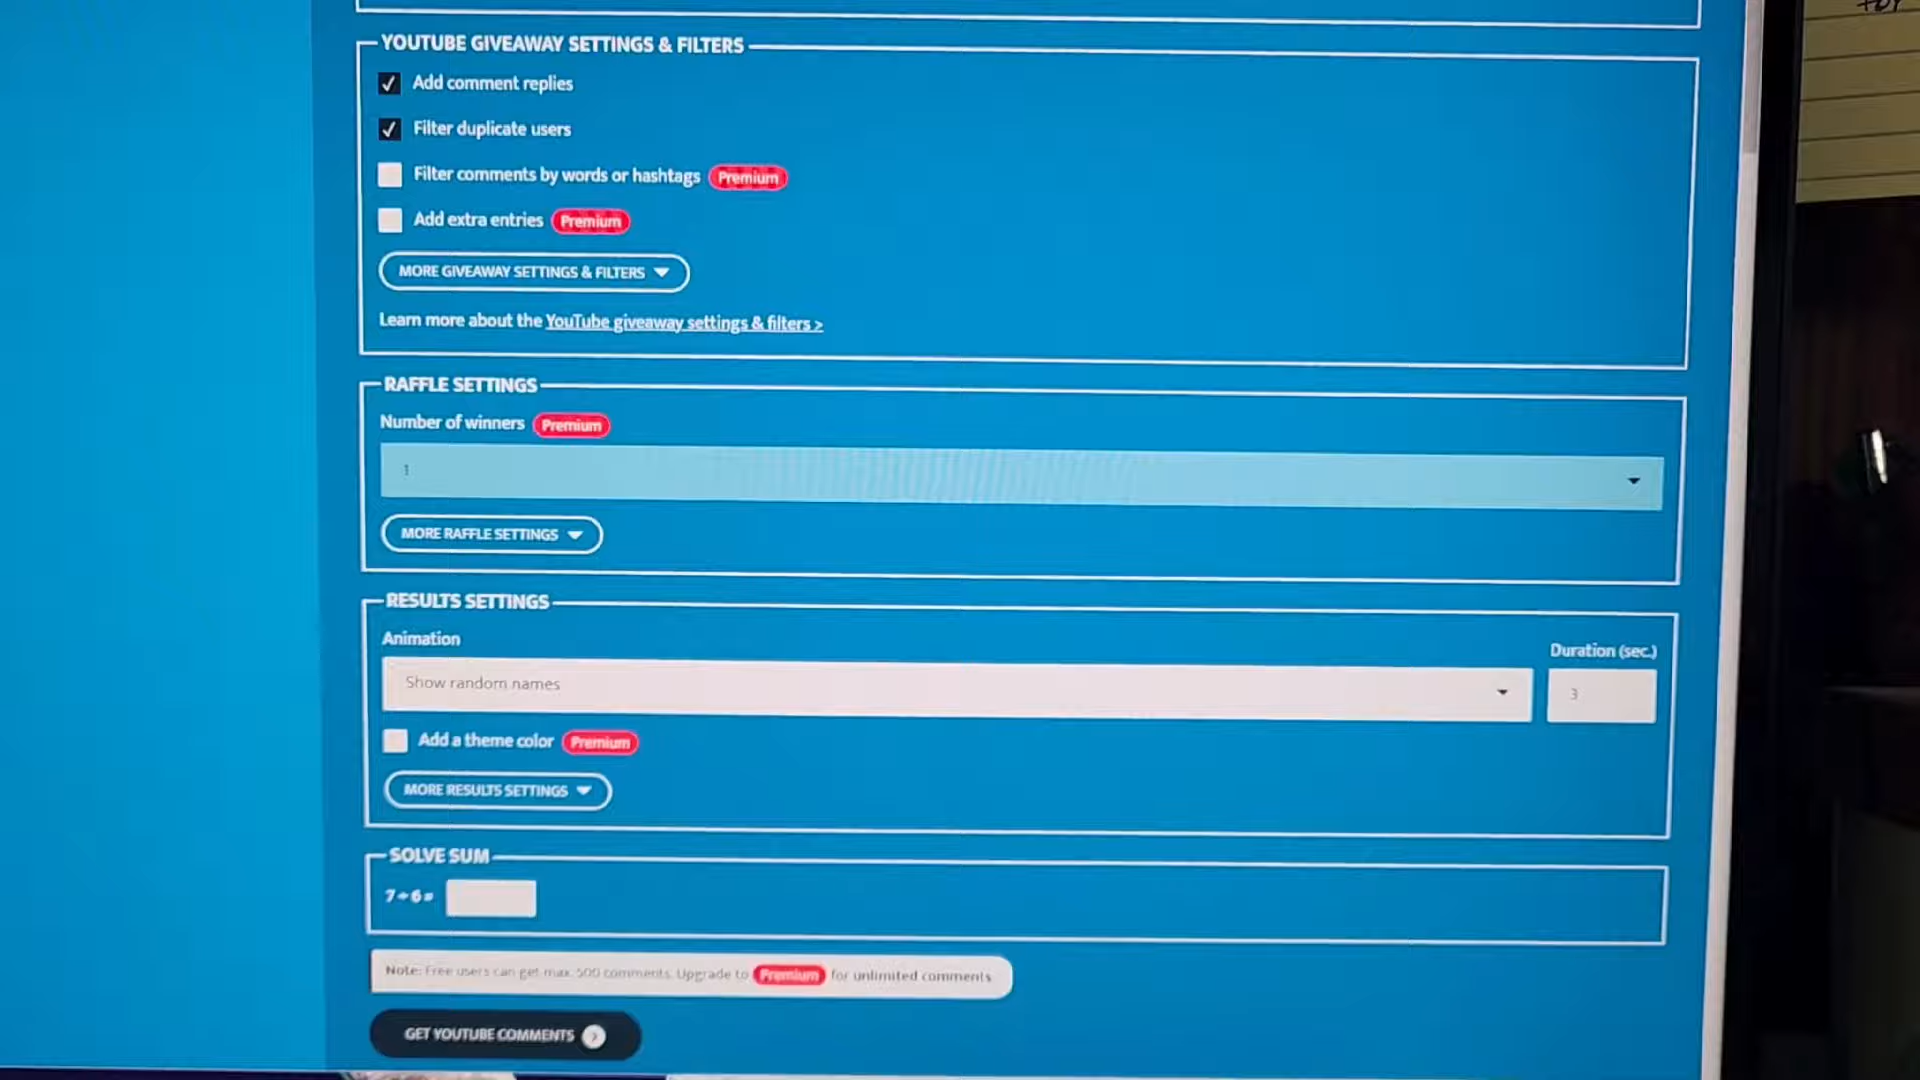 YOUTUBE GIVEAWAY SETTINGS & FILTERS
Add comment replies
Filter duplicate users
Filter comments by words or hashtags Premium
Add extra entries Premium
MORE GIVEAWAY SETTINGS & FILTERS
Learn more about the YouTube giveaway settings & filters >
RAFFLE SETTINGS
Number of winners Premium
1
MORE RAFFLE SETTINGS
RESULTS SETTINGS
Animation
Duration (sec.)
Show random names
3
Add a theme color Premium
MORE RESULTS SETTINGS
SOLVE SUM
7 + 6 =
Note: Free users can get max. 500 comments. Upgrade to Premium for unlimited comments
GET YOUTUBE COMMENTS